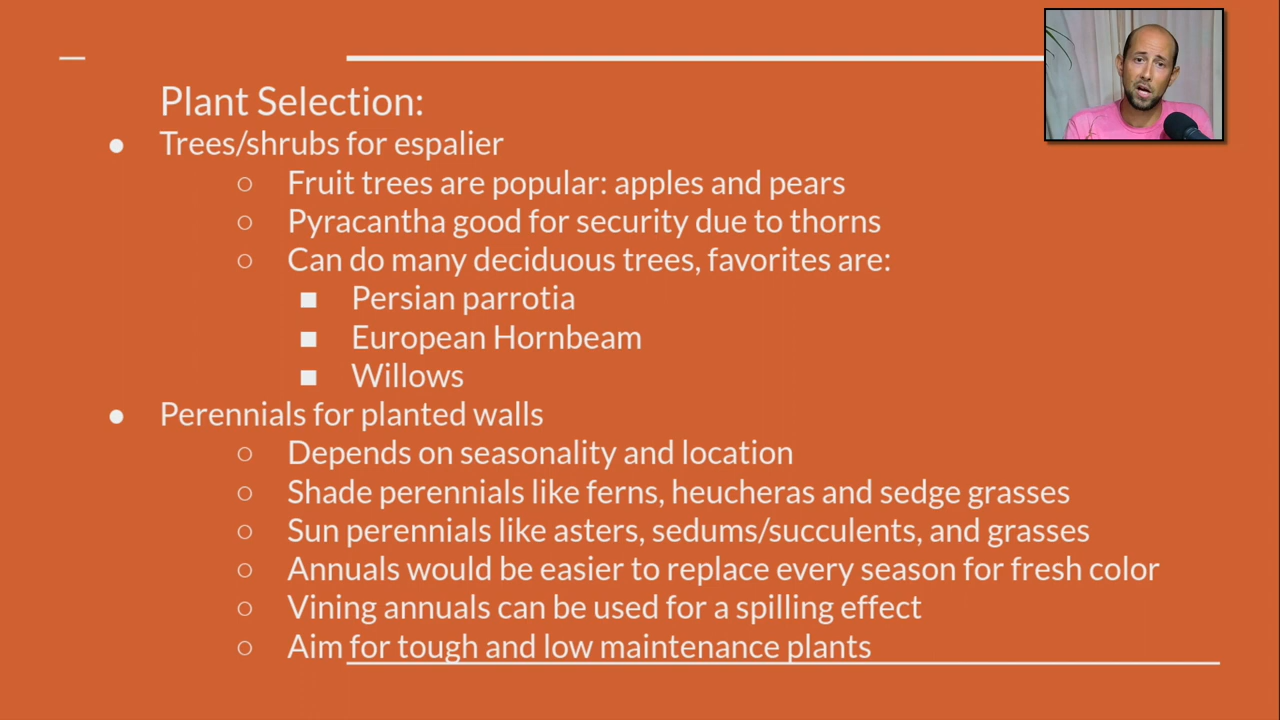 Plant Selection:
● Trees/shrubs for espalier
○ Fruit trees are popular: apples and pears
○ Pyracantha good for security due to thorns
○ Can do many deciduous trees, favorites are:
■ Persian parrotia
■ European Hornbeam
■ Willows
● Perennials for planted walls
○ Depends on seasonality and location
○ Shade perennials like ferns, heucheras and sedge grasses
○ Sun perennials like asters, sedums/succulents, and grasses
○ Annuals would be easier to replace every season for fresh color
○ Vining annuals can be used for a spilling effect
○ Aim for tough and low maintenance plants